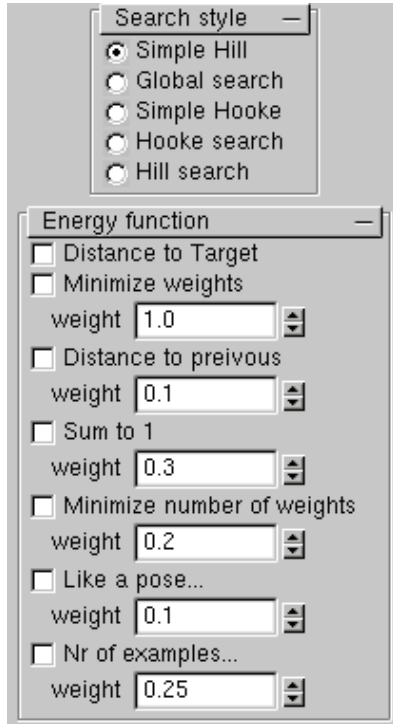 Search style
Simple Hill
Global search
Simple Hooke
Hooke search
Hill search
Energy function
Distance to Target
Minimize weights
weight 1.0
Distance to preivous
weight 0.1
Sum to 1
weight 0.3
Minimize number of weights
weight 0.2
Like a pose...
weight 0.1
Nr of examples...
weight 0.25